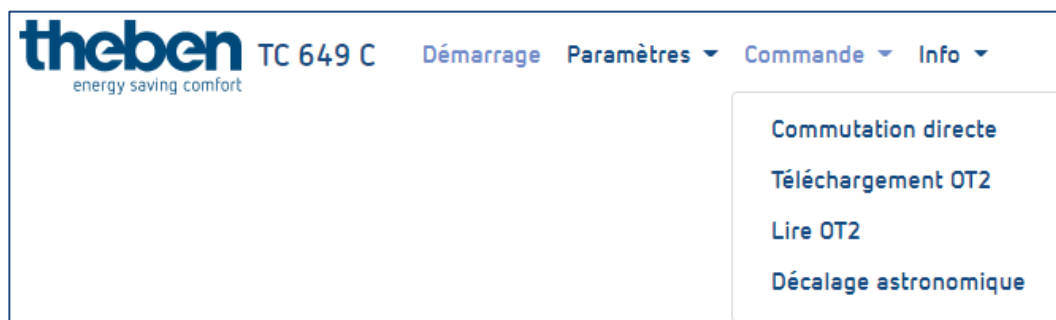 theben TC 649 C Démarrage Paramètres Commande Info
energy saving comfort
Commutation directe
Téléchargement OT2
Lire OT2
Décalage astronomique